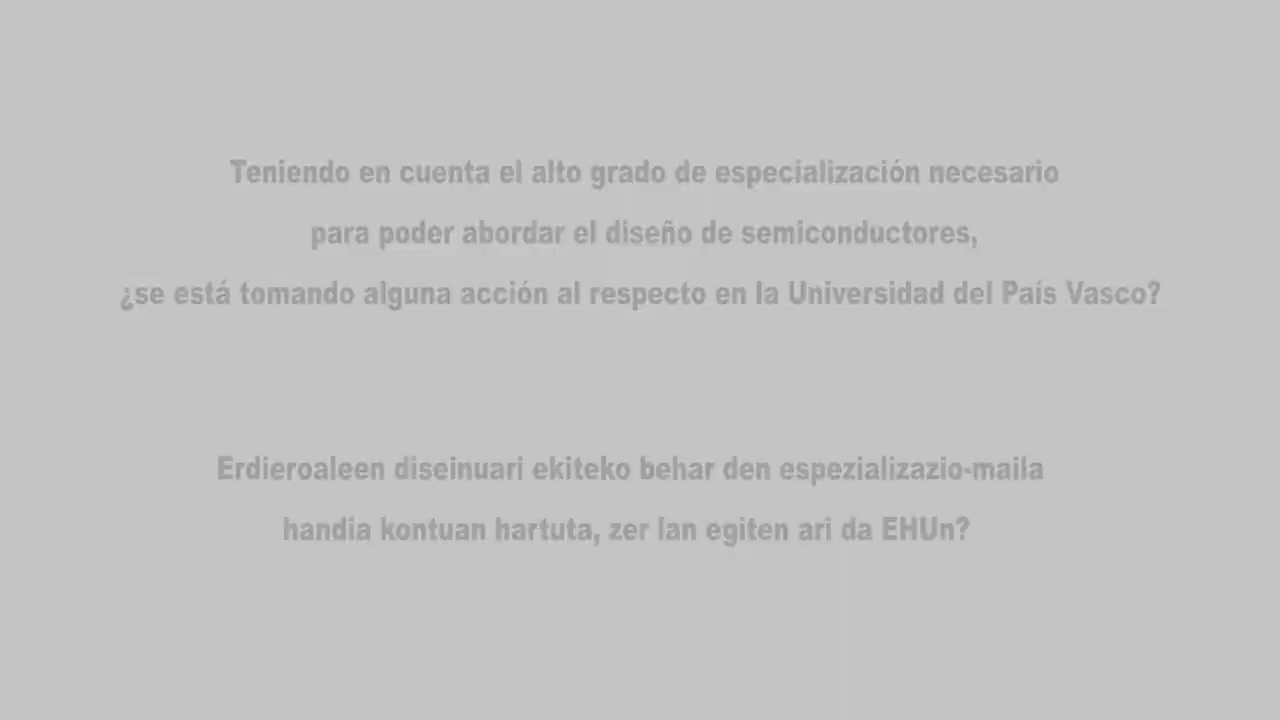 Teniendo en cuenta el alto grado de especialización necesario
para poder abordar el diseño de semiconductores,
¿se está tomando alguna acción al respecto en la Universidad del País Vasco?
Erdieroaleen diseinuari ekiteko behar den espezializazio-maila
handia kontuan hartuta, zer lan egiten ari da EHUn?